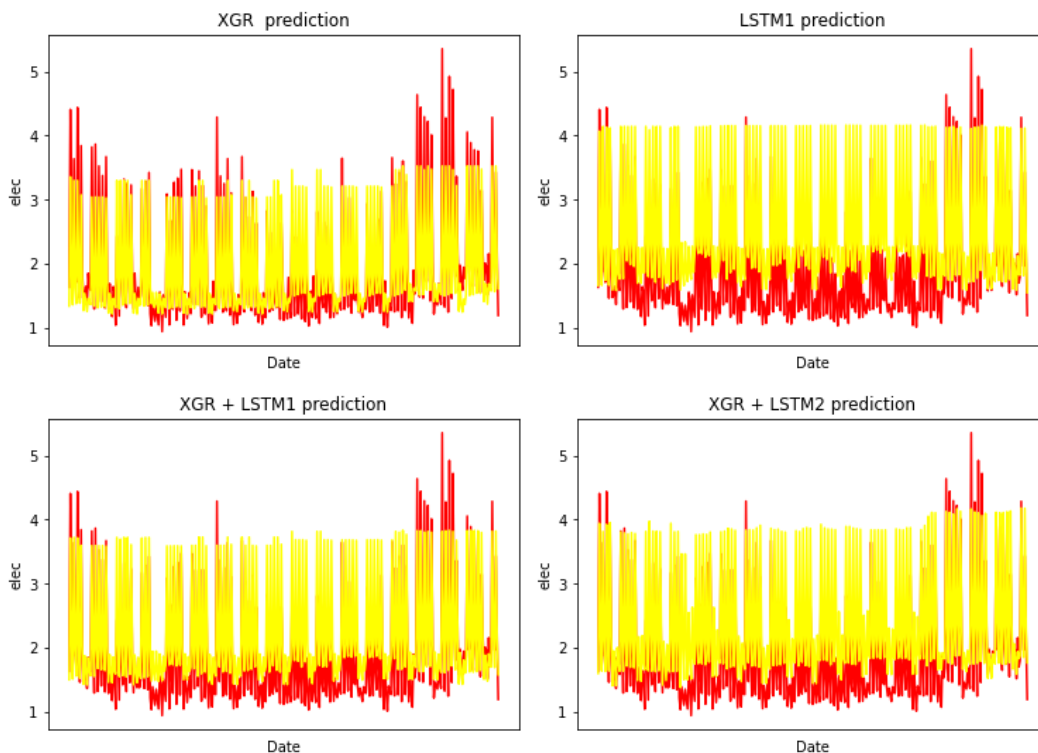 XGR  prediction
5
4
3
2
1
elec
Date
LSTM1 prediction
5
4
3
2
1
elec
Date
XGR + LSTM1 prediction
5
4
3
2
1
elec
Date
XGR + LSTM2 prediction
5
4
3
2
1
elec
Date